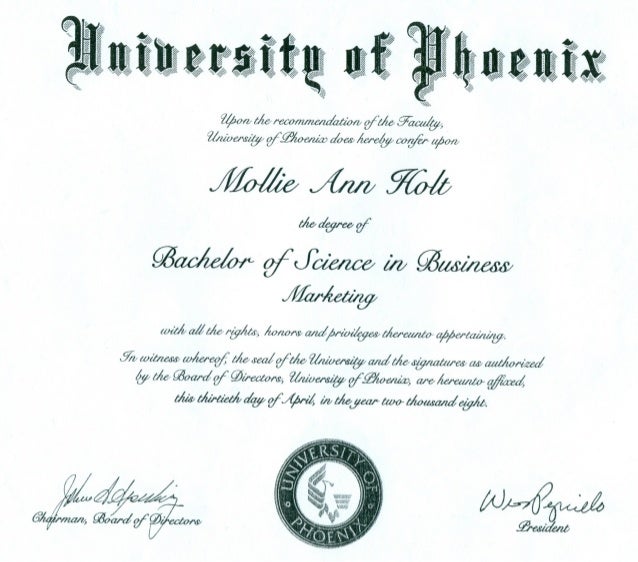 University of Phoenix
Upon the recommendation of the Faculty,
University of Phoenix does hereby confer upon
Mollie Ann Holt
the degree of
Bachelor of Science in Business
Marketing
with all the rights, honors and privileges thereunto appertaining.
In witness whereof, the seal of the University and the signatures as authorized
by the Board of Directors, University of Phoenix, are hereunto affixed,
this thirtieth day of April, in the year two thousand eight.
UNIVERSITY OF PHOENIX
Chairman, Board of Directors
President